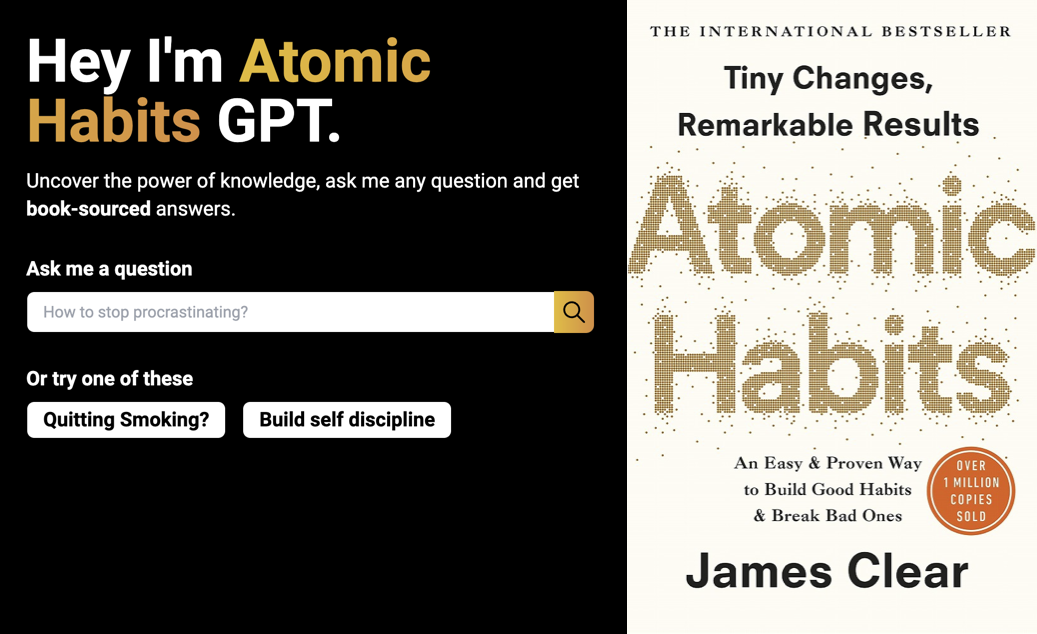 Hey I'm Atomic
Habits GPT.
Uncover the power of knowledge, ask me any question and get
book-sourced answers.
Ask me a question
How to stop procrastinating?
Or try one of these
Quitting Smoking?
Build self discipline
THE INTERNATIONAL BESTSELLER
Tiny Changes,
Remarkable Results
Atomic
Habits
An Easy & Proven Way
to Build Good Habits
& Break Bad Ones
OVER
1 MILLION
COPIES
SOLD
James Clear